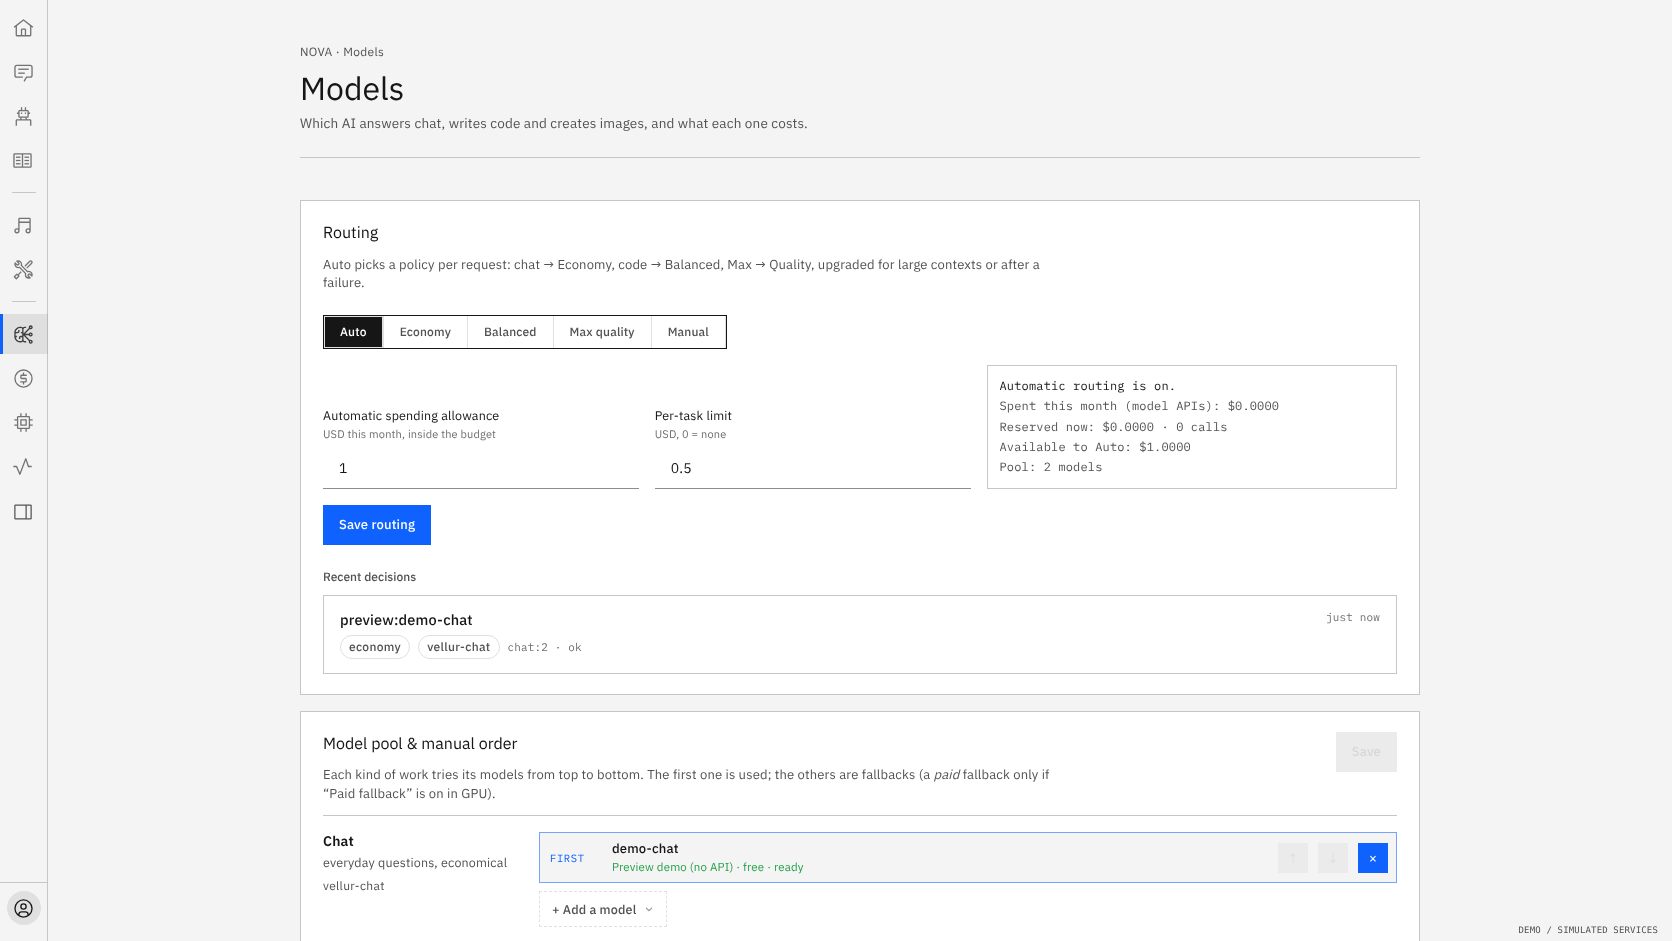 NOVA · Models
Models
Which AI answers chat, writes code and creates images, and what each one costs.
Routing
Auto picks a policy per request: chat → Economy, code → Balanced, Max → Quality, upgraded for large contexts or after a
failure.
Auto Economy Balanced Max quality Manual
Automatic spending allowance
USD this month, inside the budget
1
Per-task limit
USD, 0 = none
0.5
Automatic routing is on.
Spent this month (model APIs): $0.0000
Reserved now: $0.0000 · 0 calls
Available to Auto: $1.0000
Pool: 2 models
Save routing
Recent decisions
preview:demo-chat
just now
economy vellur-chat chat:2 · ok
Model pool & manual order
Save
Each kind of work tries its models from top to bottom. The first one is used; the others are fallbacks (a paid fallback only if
“Paid fallback” is on in GPU).
Chat
everyday questions, economical
vellur-chat
FIRST
demo-chat
Preview demo (no API) · free · ready
↑ ↓ ×
+ Add a model
DEMO / SIMULATED SERVICES